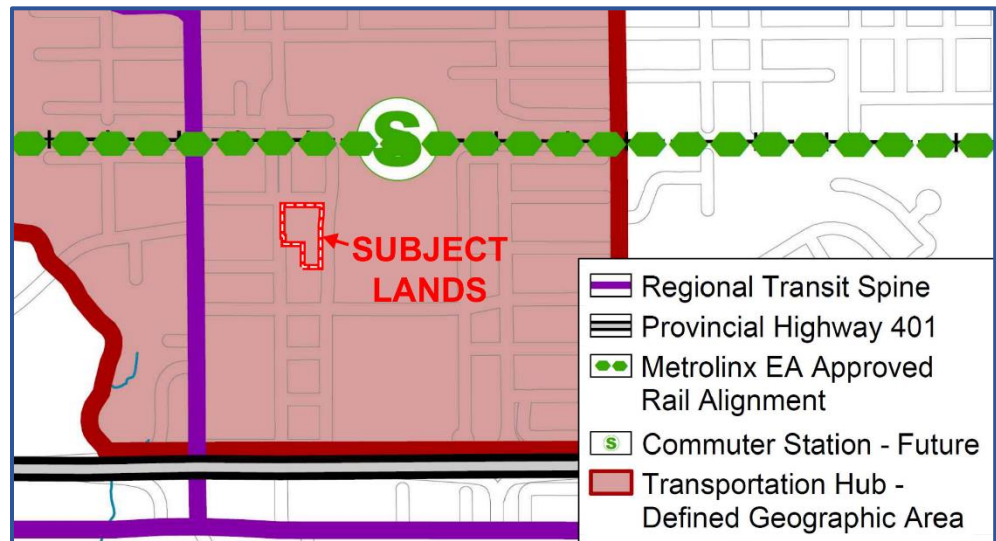 S
SUBJECT
LANDS
Regional Transit Spine
Provincial Highway 401
Metrolinx EA Approved
Rail Alignment
S
Commuter Station - Future
Transportation Hub -
Defined Geographic Area